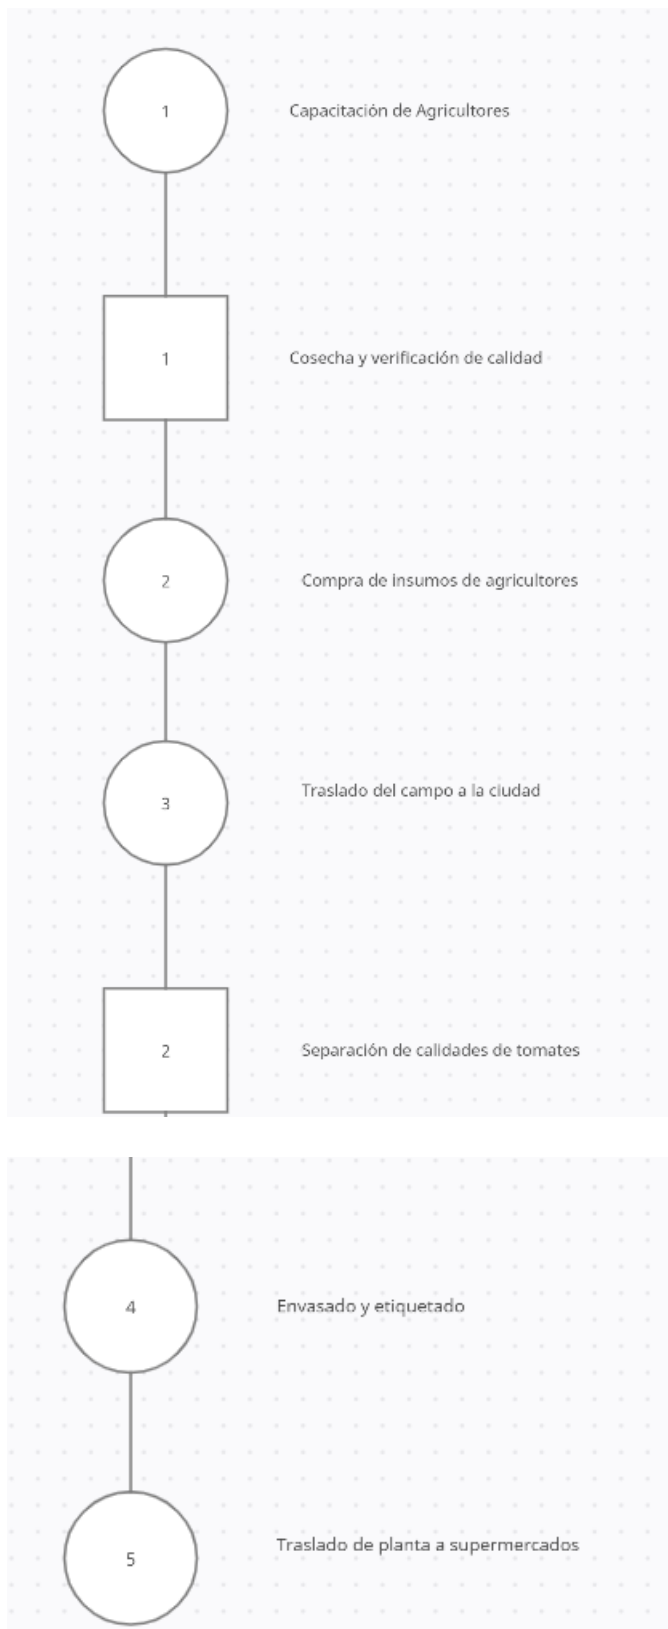 1 Capacitación de Agricultores
1 Cosecha y verificación de calidad
2 Compra de insumos de agricultores
3 Traslado del campo a la ciudad
2 Separación de calidades de tomates
4 Envasado y etiquetado
5 Traslado de planta a supermercados